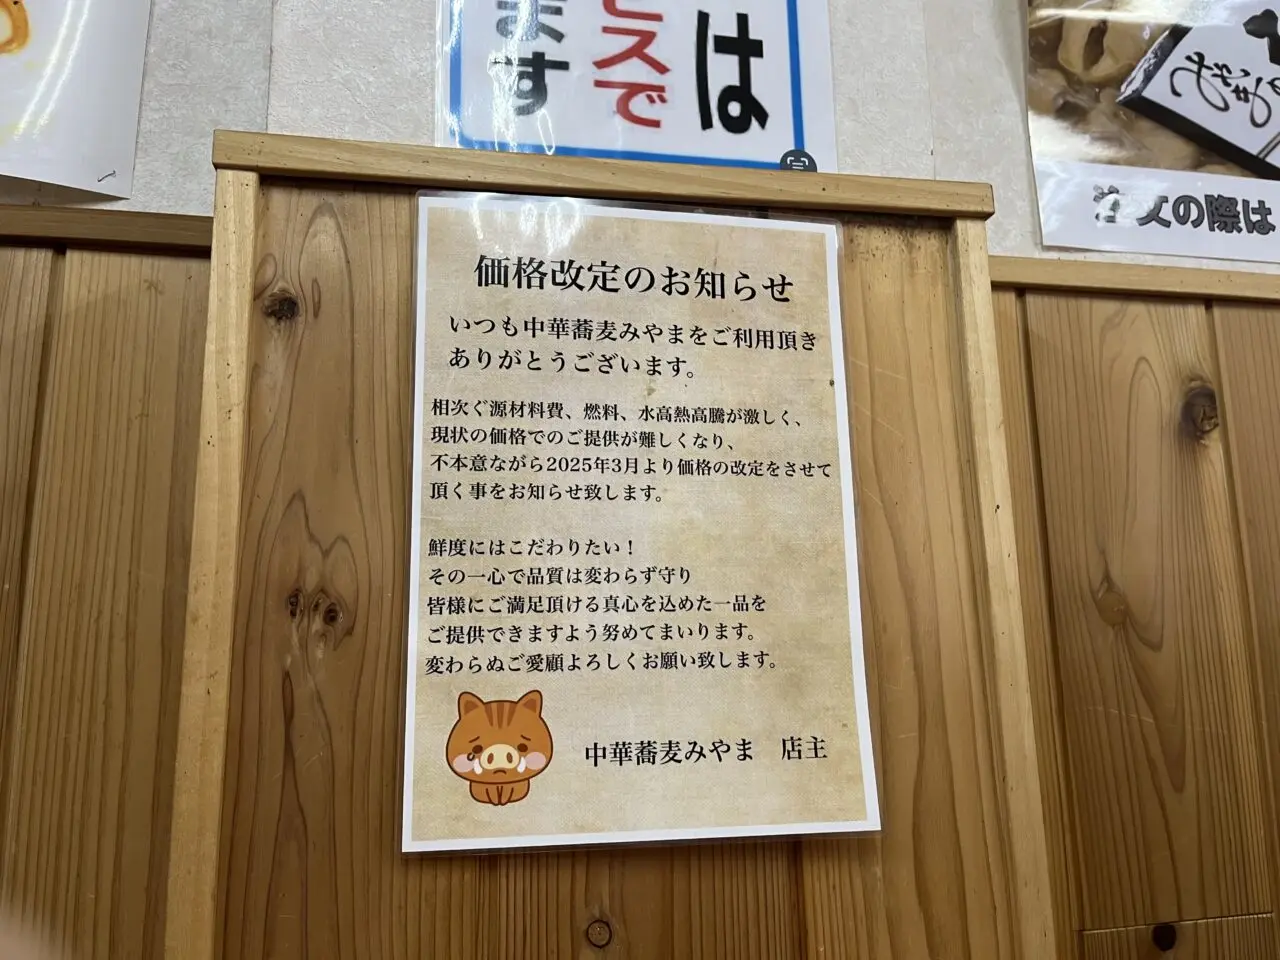 は
ビスで
ます
注文の際は
価格改定のお知らせ
いつも中華蕎麦みやまをご利用頂き
ありがとうございます。
相次ぐ源材料費、燃料、水高熱高騰が激しく、
現状の価格でのご提供が難しくなり、
不本意ながら2025年3月より価格の改定をさせて
頂く事をお知らせ致します。
鮮度にはこだわりたい！
その一心で品質は変わらず守り
皆様にご満足頂ける真心を込めた一品を
ご提供できますよう努めてまいります。
変わらぬご愛顧よろしくお願い致します。
中華蕎麦みやま　店主